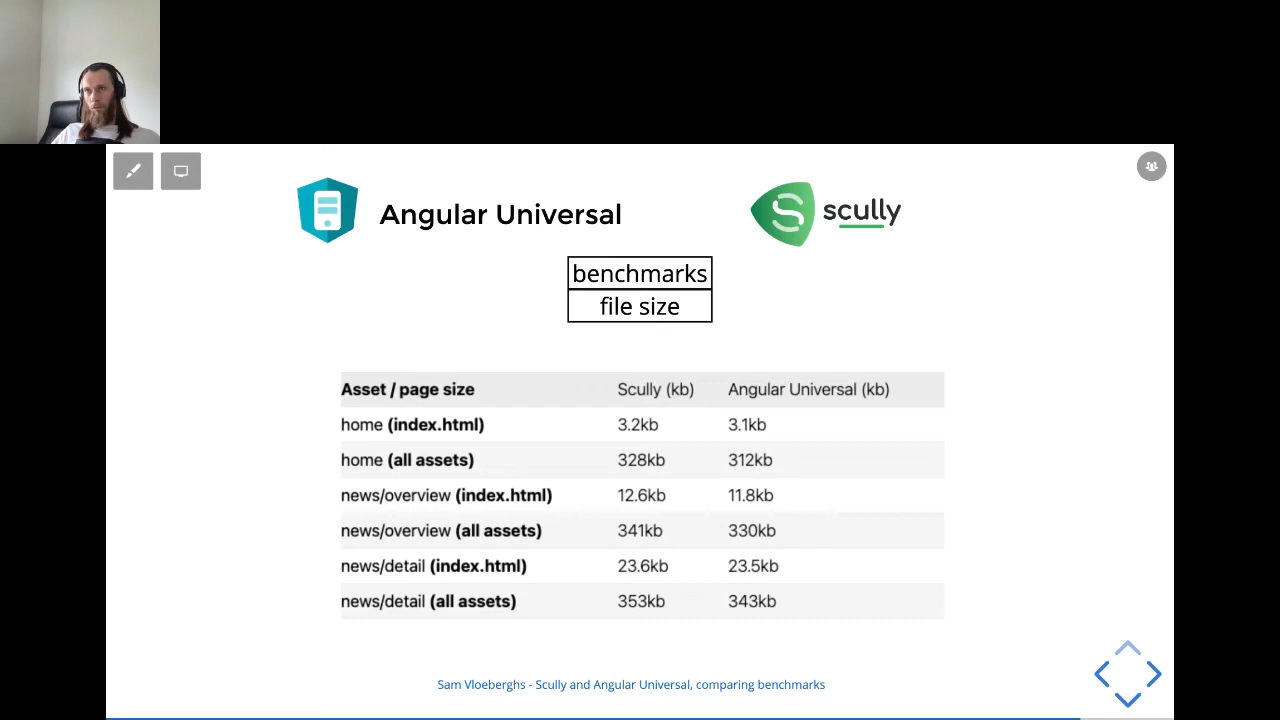 Angular Universal
scully
benchmarks
file size
Asset / page size Scully (kb) Angular Universal (kb)
home (index.html) 3.2kb 3.1kb
home (all assets) 328kb 312kb
news/overview (index.html) 12.6kb 11.8kb
news/overview (all assets) 341kb 330kb
news/detail (index.html) 23.6kb 23.5kb
news/detail (all assets) 353kb 343kb
Sam Vloeberghs - Scully and Angular Universal, comparing benchmarks